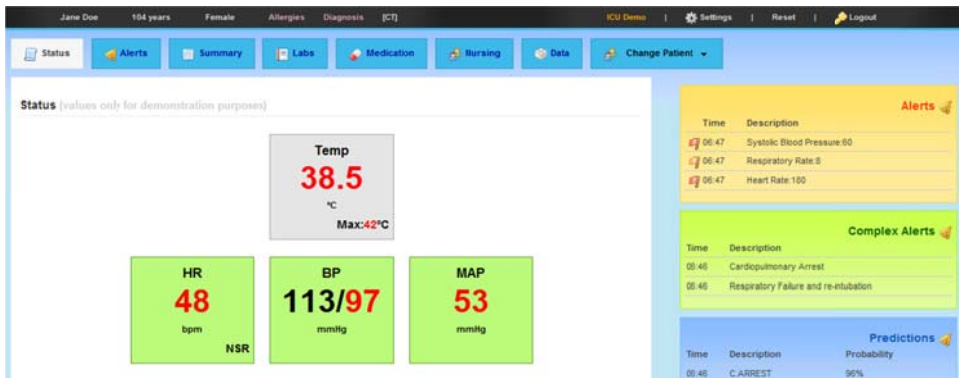 Jane Doe 104 years Female Allergies Diagnosis [CT] ICU Demo | Settings | Reset | Logout
Status Alerts Summary Labs Medication Nursing Data Change Patient
Status (values only for demonstration purposes)
Temp
38.5
°C
Max:42°C
HR
48
bpm
NSR
BP
113/97
mmHg
MAP
53
mmHg
Alerts
Time Description
06:47 Systolic Blood Pressure:60
06:47 Respiratory Rate:8
06:47 Heart Rate:180
Complex Alerts
Time Description
08:46 Cardiopulmonary Arrest
08:46 Respiratory Failure and re-intubation
Predictions
Time Description Probability
08:46 C.ARREST 96%